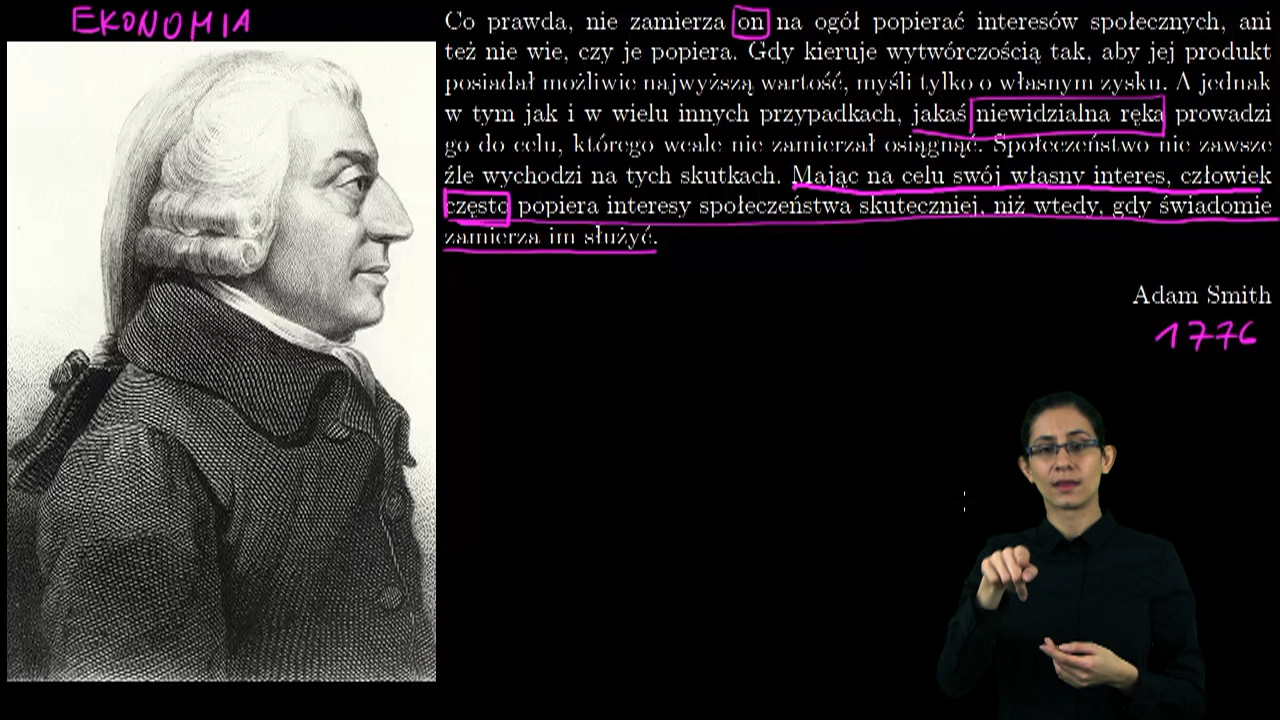 EKONOMIA
Co prawda, nie zamierza on na ogół popierać interesów społecznych, ani
też nie wie, czy je popiera. Gdy kieruje wytwórczością tak, aby jej produkt
posiadał możliwie najwyższą wartość, myśli tylko o własnym zysku. A jednak
w tym jak i w wielu innych przypadkach, jakaś niewidzialna ręka prowadzi
go do celu, którego wcale nie zamierzał osiągnąć. Społeczeństwo nie zawsze
źle wychodzi na tych skutkach. Mając na celu swój własny interes, człowiek
często popiera interesy społeczeństwa skuteczniej, niż wtedy, gdy świadomie
zamierza im służyć.
Adam Smith
1776